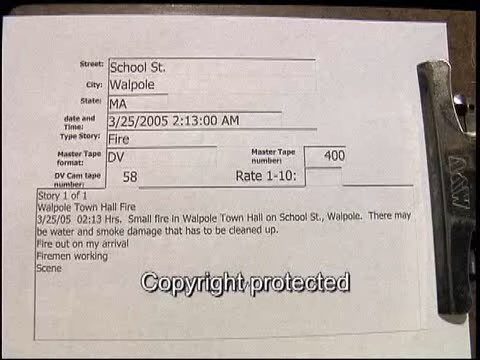 Street: School St.
City: Walpole
State: MA
date and Time: 3/25/2005 2:13:00 AM
Type Story: Fire
Master Tape format: DV Master Tape number: 400
DV Cam tape number: 58 Rate 1-10:
Story 1 of 1
Walpole Town Hall Fire
3/25/05 02:13 Hrs. Small fire in Walpole Town Hall on School St., Walpole. There may
be water and smoke damage that has to be cleaned up.
Fire out on my arrival
Firemen working
Scene
Copyright protected